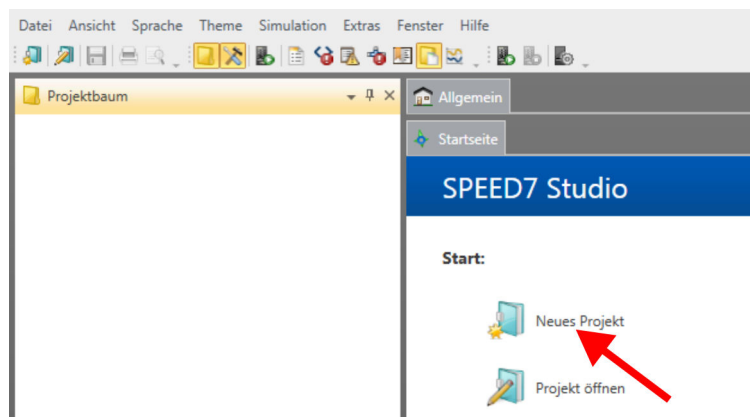 Datei Ansicht Sprache Theme Simulation Extras Fenster Hilfe
Projektbaum
Allgemein
Startseite
SPEED7 Studio
Start:
Neues Projekt
Projekt öffnen